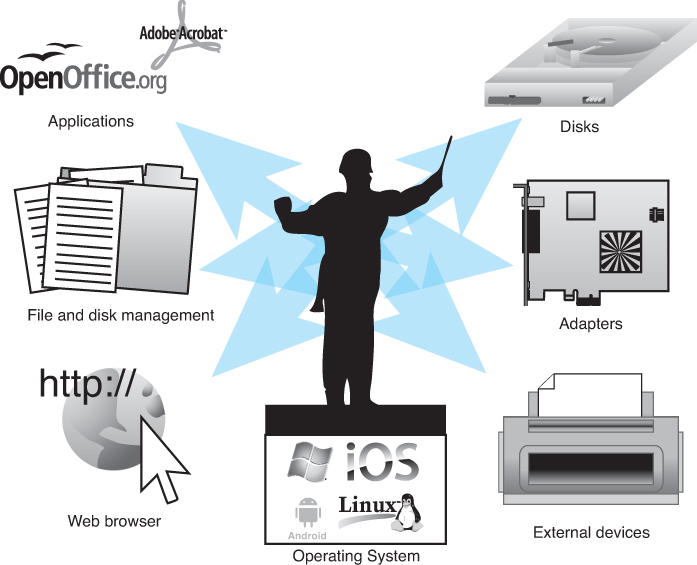 Adobe Acrobat™
OpenOffice.org
Applications
Disks
File and disk management
Adapters
http://
Web browser
iOS
Linux
Android
Operating System
External devices